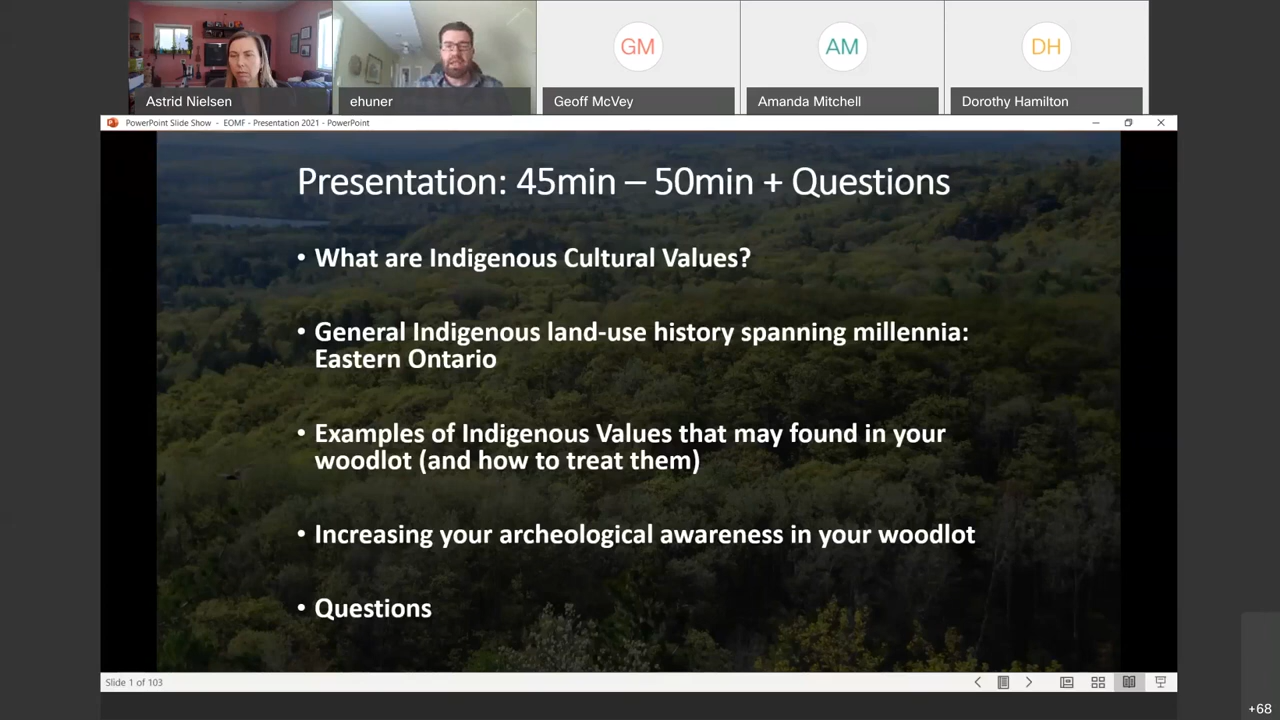 GM
AM
DH
Astrid Nielsen
ehuner
Geoff McVey
Amanda Mitchell
Dorothy Hamilton
PowerPoint Slide Show - EOMF - Presentation 2021 - PowerPoint
Presentation: 45min – 50min + Questions
• What are Indigenous Cultural Values?
• General Indigenous land-use history spanning millennia:
Eastern Ontario
• Examples of Indigenous Values that may found in your
woodlot (and how to treat them)
• Increasing your archeological awareness in your woodlot
• Questions
Slide 1 of 103
+68